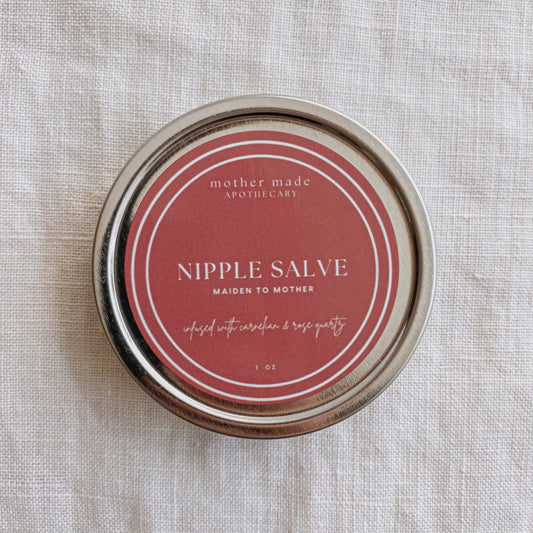 mother made
APOTHECARY
NIPPLE SALVE
MAIDEN TO MOTHER
infused with carnelian & rose quartz
1 OZ